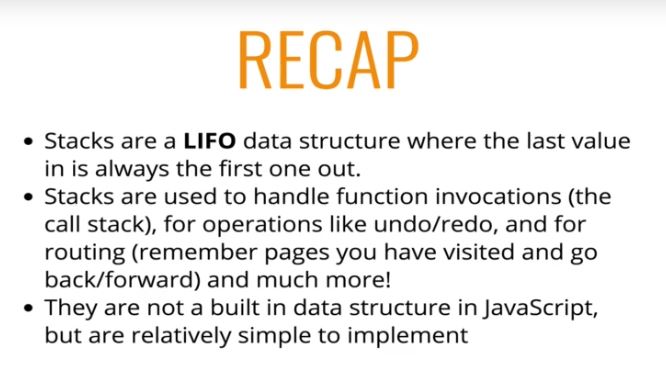 RECAP
• Stacks are a LIFO data structure where the last value
in is always the first one out.
• Stacks are used to handle function invocations (the
call stack), for operations like undo/redo, and for
routing (remember pages you have visited and go
back/forward) and much more!
• They are not a built in data structure in JavaScript,
but are relatively simple to implement